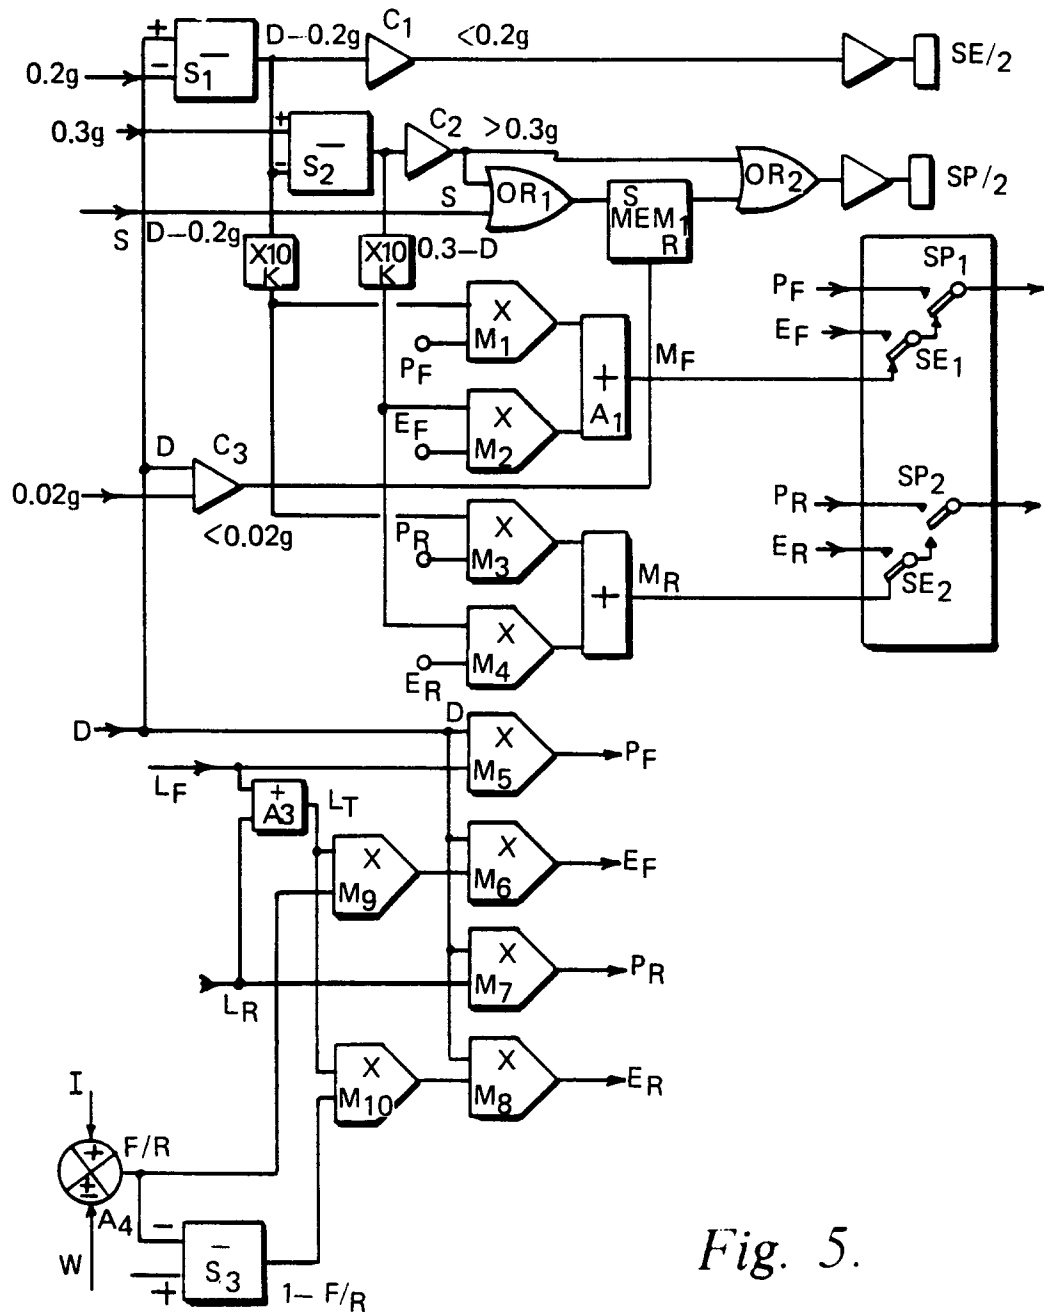 + − C1
D−0.2g <0.2g
0.2g − S1 SE/2
0.3g + − C2 >0.3g
- S2 S OR1 OR2 SP/2
S D−0.2g S MEM1 R
X10 K X10 K 0.3−D
X M1 PF SP1
PF
EF SE1
+ A1 MF
X M2 EF
D C3
0.02g <0.02g
PR SP2
X M3 PR
ER SE2
+ MR
X M4
ER
D D X M5 PF
LF + A3 LT
X M9 X M6 EF
X M7 PR
LR
X M10 X M8 ER
I
+ F/R
± A4
W − − S3
+ 1− F/R
Fig. 5.